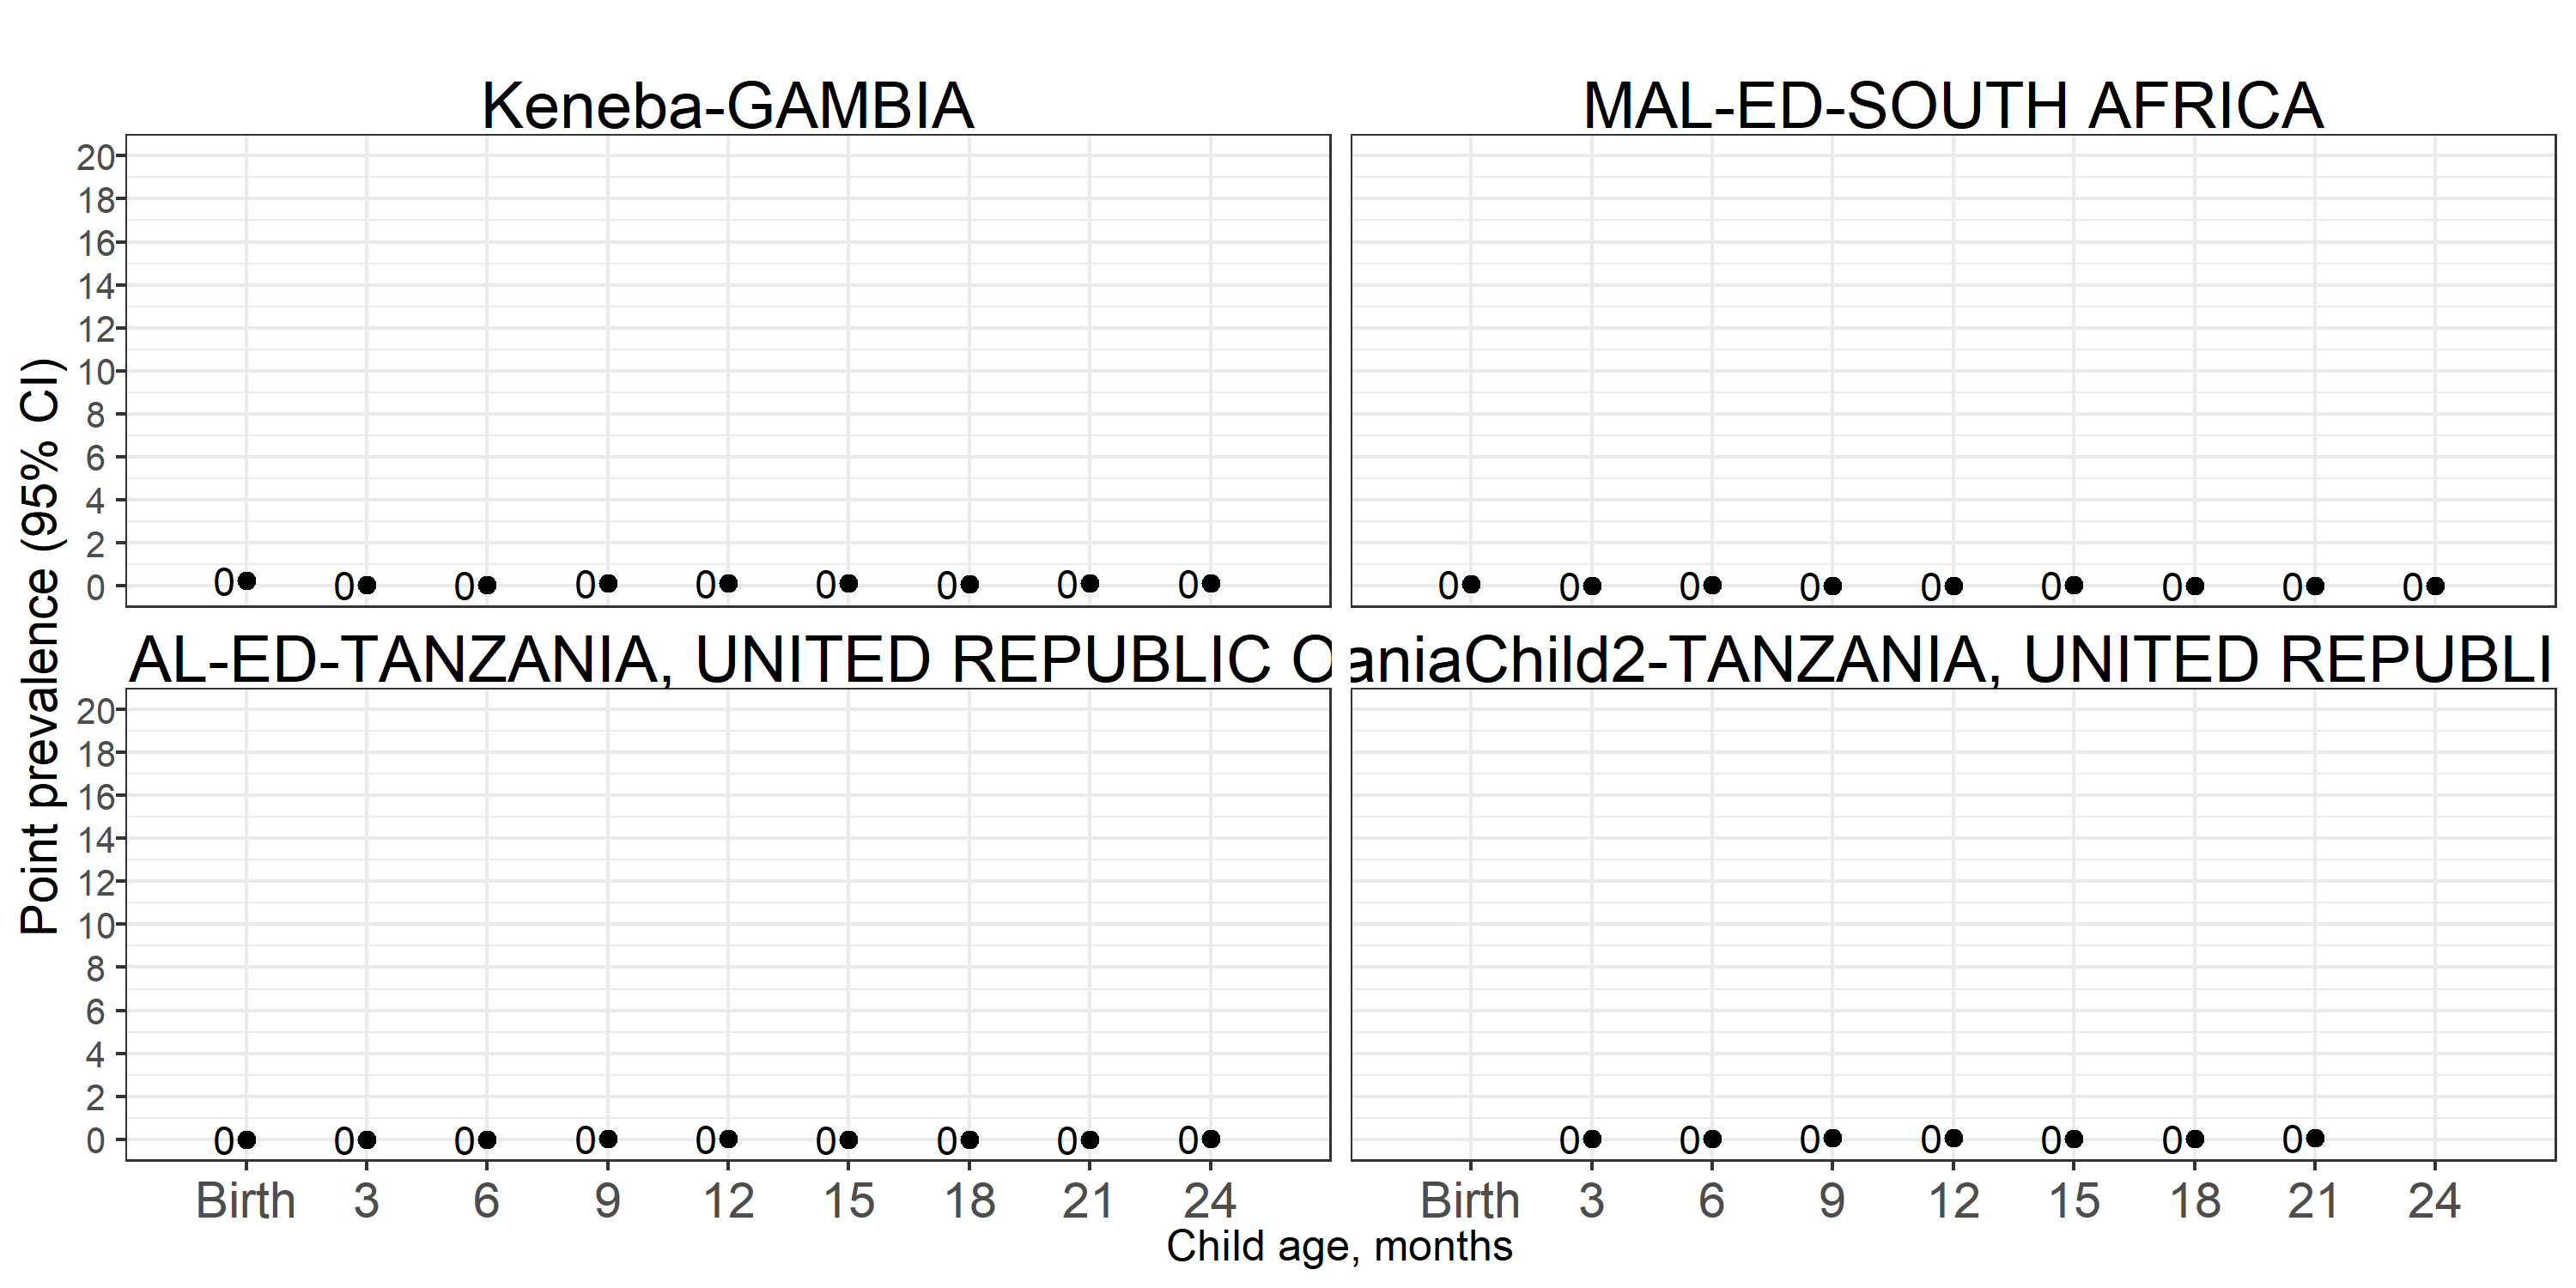 Keneba-GAMBIA
MAL-ED-SOUTH AFRICA
20
18
16
14
12
10
8
6
4
2
0
0 0 0 0 0 0 0 0 0
0 0 0 0 0 0 0 0 0
AL-ED-TANZANIA, UNITED REPUBLIC O
aniaChild2-TANZANIA, UNITED REPUBLI
20
18
16
14
12
10
8
6
4
2
0
0 0 0 0 0 0 0 0 0
0 0 0 0 0 0 0
Birth 3 6 9 12 15 18 21 24
Birth 3 6 9 12 15 18 21 24
Child age, months
Point prevalence (95% CI)